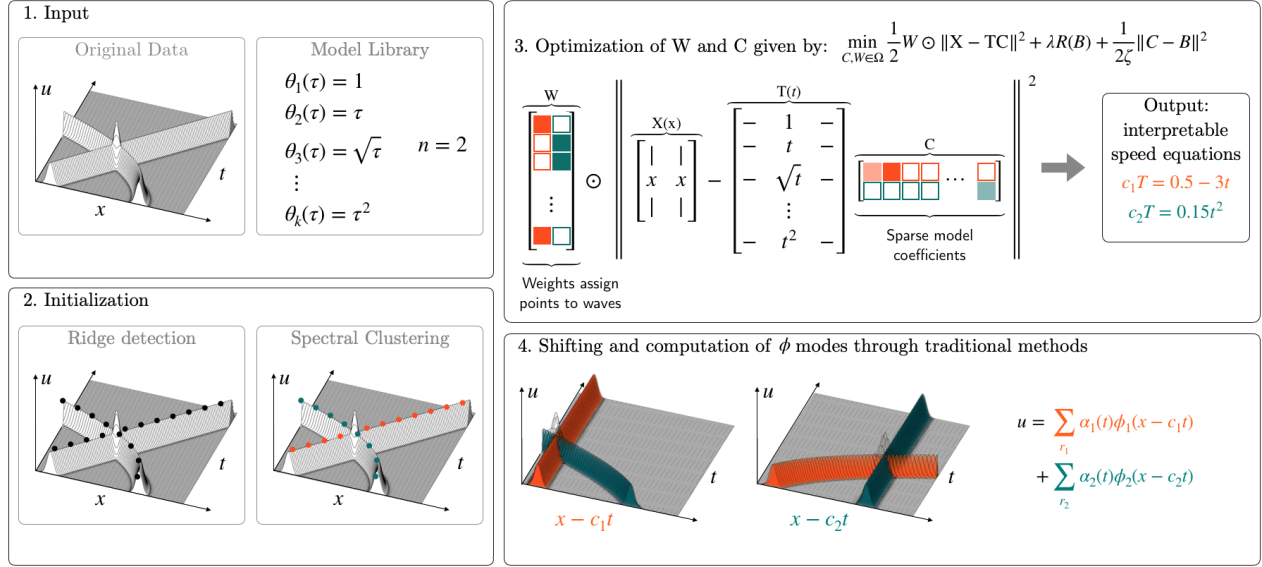 1. Input
Original Data
u
t
x
Model Library
θ₁(τ) = 1
θ₂(τ) = τ
θ₃(τ) = √τ
⋮
θₖ(τ) = τ²
n = 2
2. Initialization
Ridge detection
u
t
x
Spectral Clustering
u
t
x
3. Optimization of W and C given by: min_{C,W∈Ω} 1/2 W ⊙ ‖X − TC‖² + λR(B) + 1/2ζ ‖C − B‖²
W
⋮
Weights assign
points to waves
⊙
X(x)
| |
x x
| |
−
T(t)
− 1 −
− t −
− √t −
⋮
− t² −
C
⋯
Sparse model
coefficients
2
Output:
interpretable
speed equations
c₁T = 0.5 − 3t
c₂T = 0.15t²
4. Shifting and computation of ϕ modes through traditional methods
u
t
x − c₁t
u
t
x − c₂t
u = ∑_{r₁} α₁(t)ϕ₁(x − c₁t)
+ ∑_{r₂} α₂(t)ϕ₂(x − c₂t)